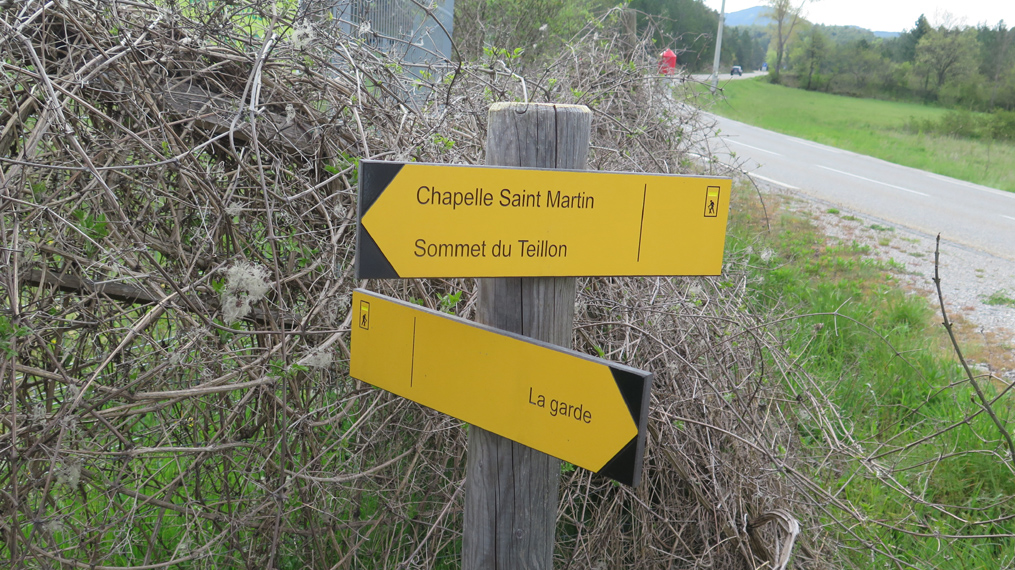 Chapelle Saint Martin
Sommet du Teillon
La garde